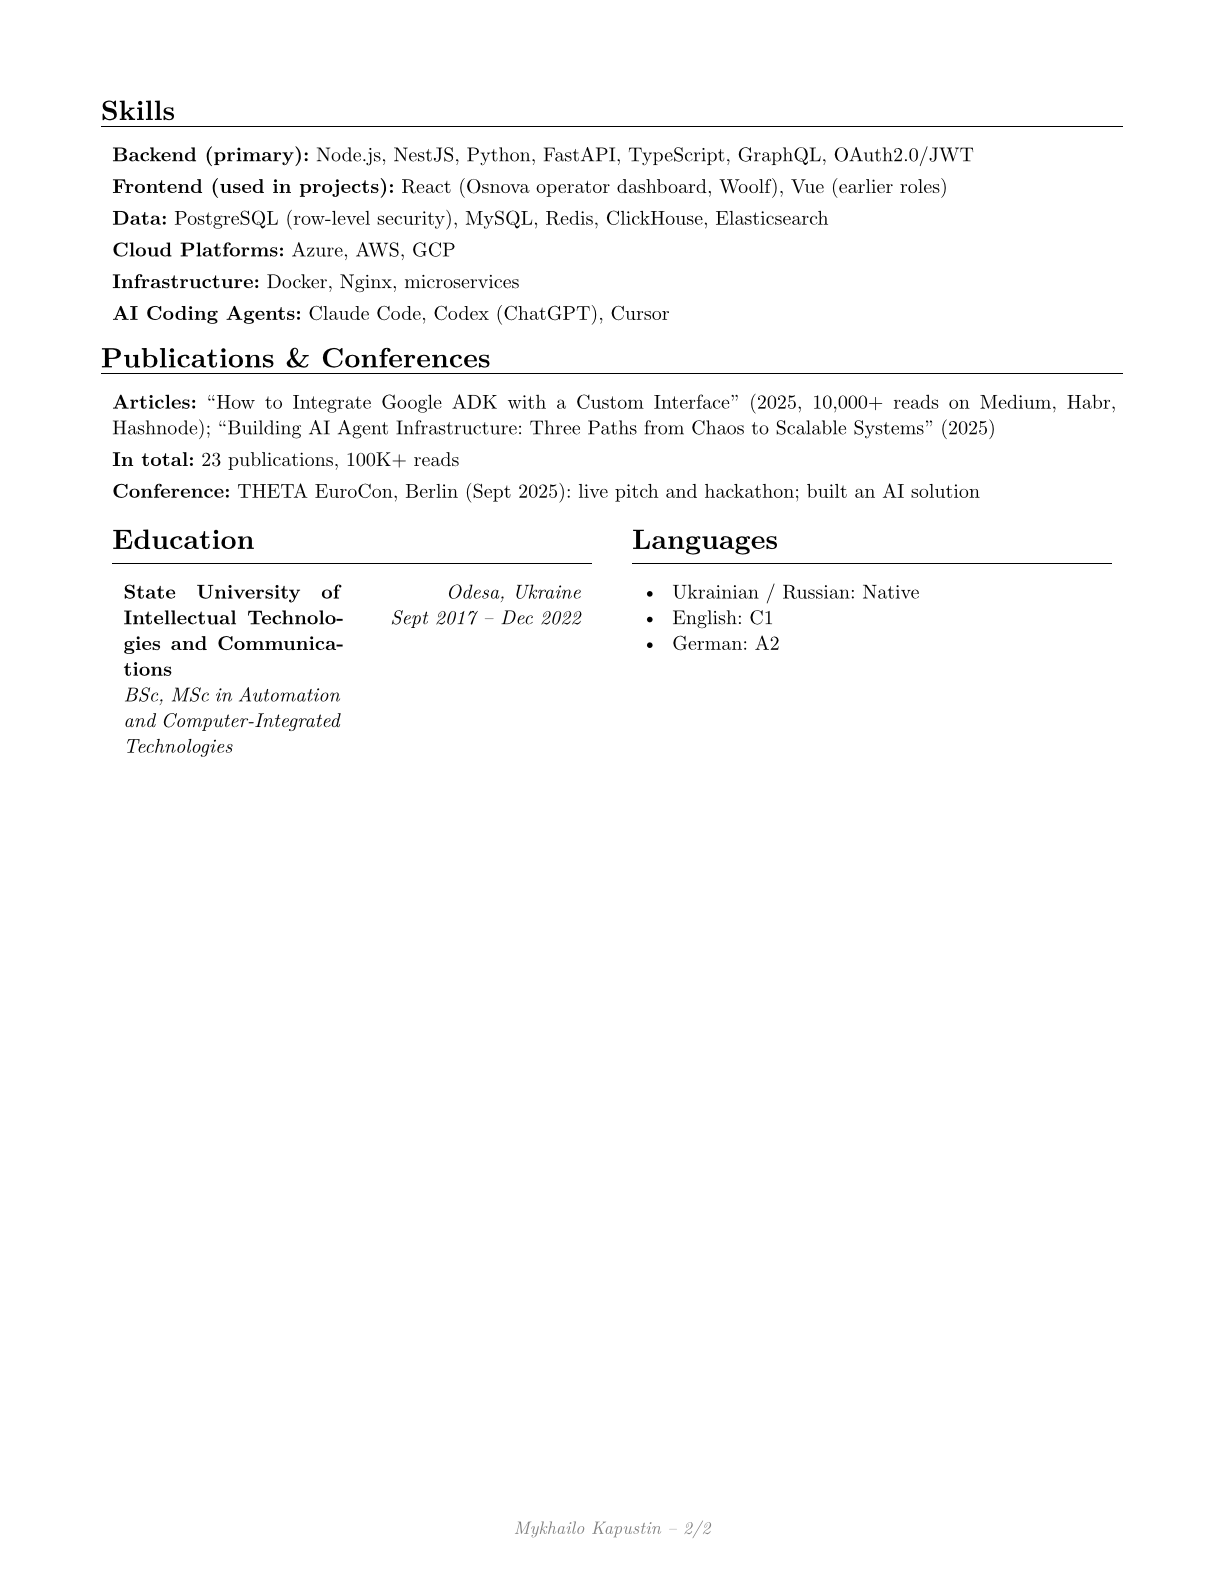 Skills
Backend (primary): Node.js, NestJS, Python, FastAPI, TypeScript, GraphQL, OAuth2.0/JWT
Frontend (used in projects): React (Osnova operator dashboard, Woolf), Vue (earlier roles)
Data: PostgreSQL (row-level security), MySQL, Redis, ClickHouse, Elasticsearch
Cloud Platforms: Azure, AWS, GCP
Infrastructure: Docker, Nginx, microservices
AI Coding Agents: Claude Code, Codex (ChatGPT), Cursor
Publications & Conferences
Articles: “How to Integrate Google ADK with a Custom Interface” (2025, 10,000+ reads on Medium, Habr,
Hashnode); “Building AI Agent Infrastructure: Three Paths from Chaos to Scalable Systems” (2025)
In total: 23 publications, 100K+ reads
Conference: THETA EuroCon, Berlin (Sept 2025): live pitch and hackathon; built an AI solution
Education
State University of
Intellectual Technolo-
gies and Communica-
tions
BSc, MSc in Automation
and Computer-Integrated
Technologies
Odesa, Ukraine
Sept 2017 – Dec 2022
Languages
• Ukrainian / Russian: Native
• English: C1
• German: A2
Mykhailo Kapustin – 2/2